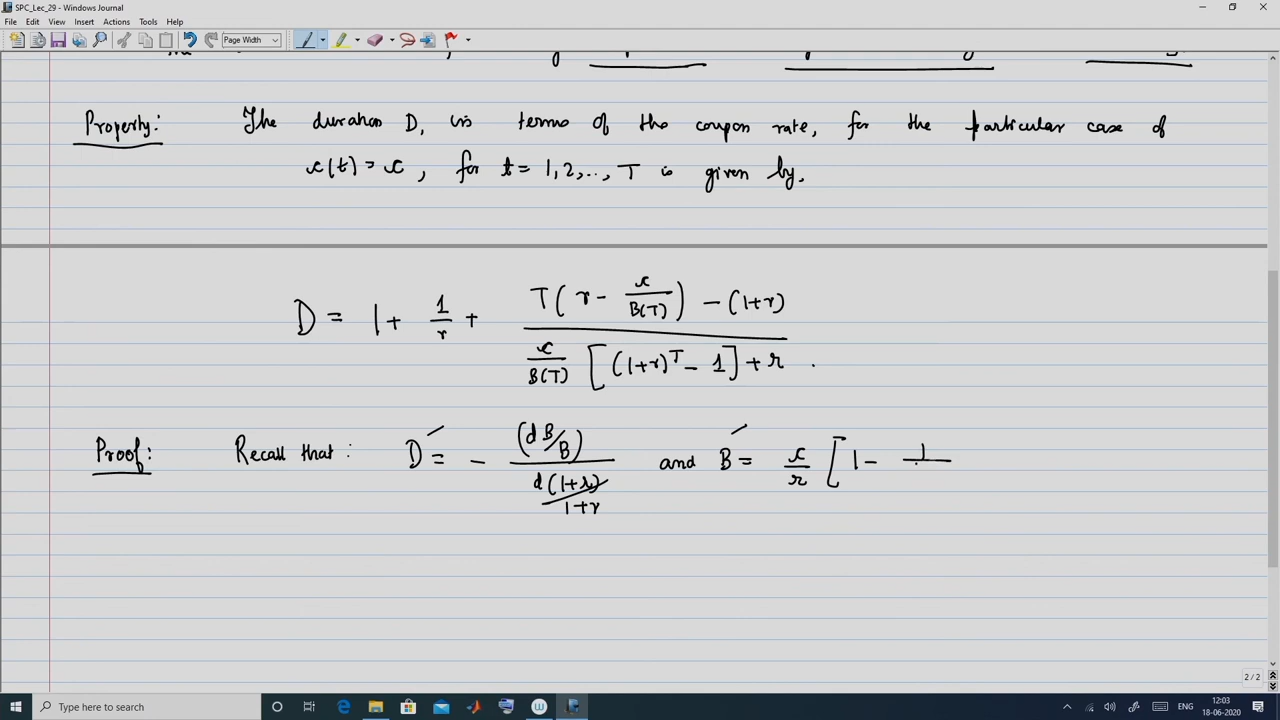 SPC_Lec_29 - Windows Journal
File Edit View Insert Actions Tools Help
Page Width
Property: The duration D, in terms of the coupon rate, for the particular case of
c(t) = c, for t = 1, 2, .., T is given by,
D = 1 + 1/r + (T(r - c/B(T)) - (1+r)) / (c/B(T) [(1+r)^T - 1] + r) .
Proof: Recall that: D = - (dB/B) / (d(1+r)/(1+r)) and B = c/r [1 - 1/
2/2
Type here to search
ENG
12:03
18-06-2020